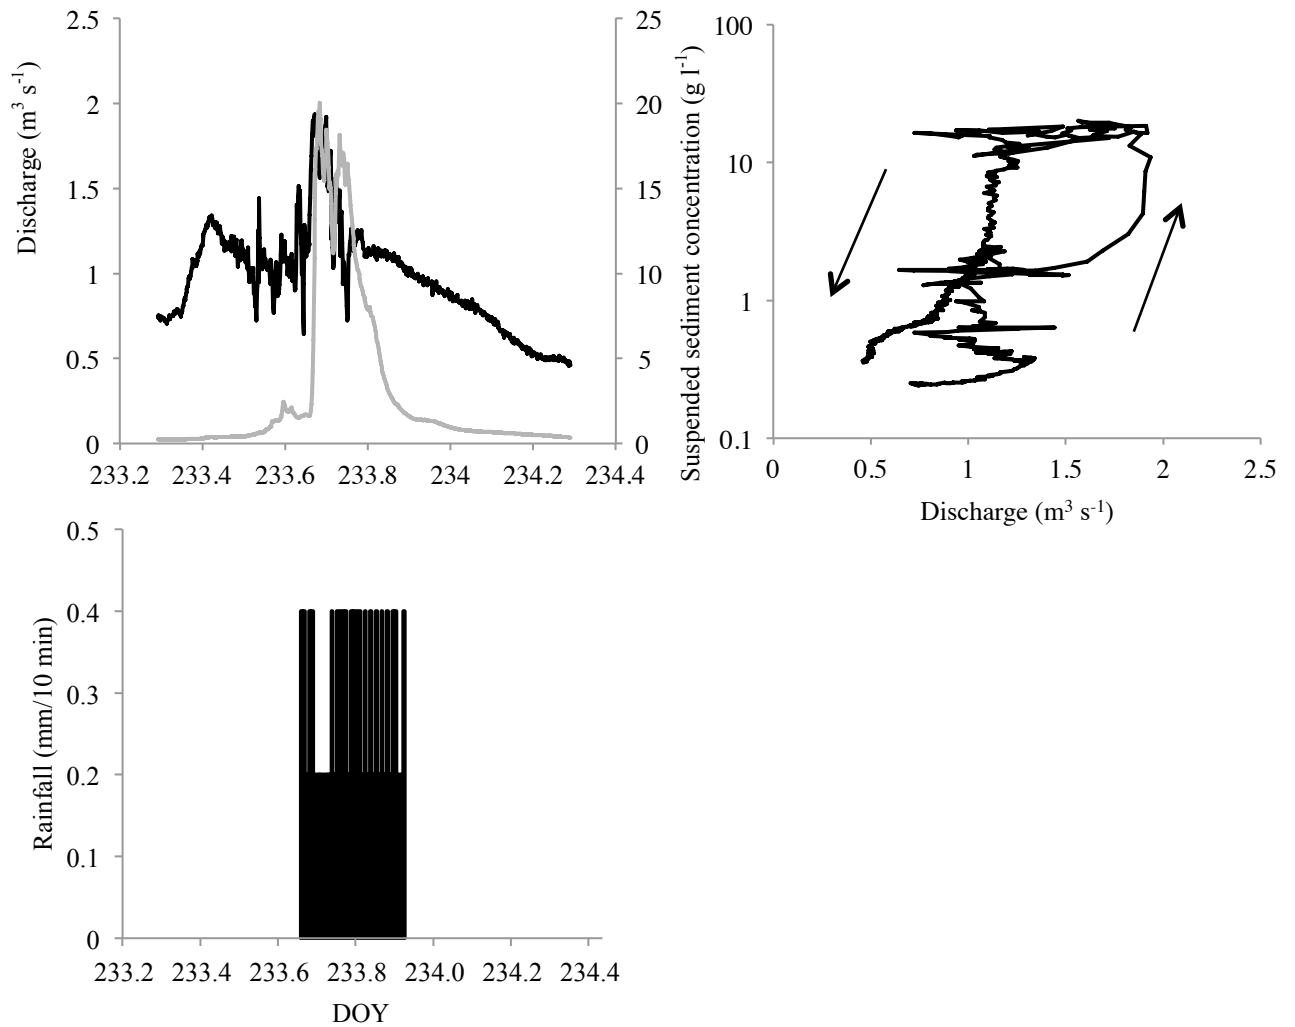 Discharge (m³ s⁻¹)
2.5
2
1.5
1
0.5
0
233.2 233.4 233.6 233.8 234 234.2 234.4
25
20
15
10
5
0
Suspended sediment concentration (g l⁻¹)
100
10
1
0.1
0 0.5 1 1.5 2 2.5
Discharge (m³ s⁻¹)
Rainfall (mm/10 min)
0.5
0.4
0.3
0.2
0.1
0
233.2 233.4 233.6 233.8 234.0 234.2 234.4
DOY